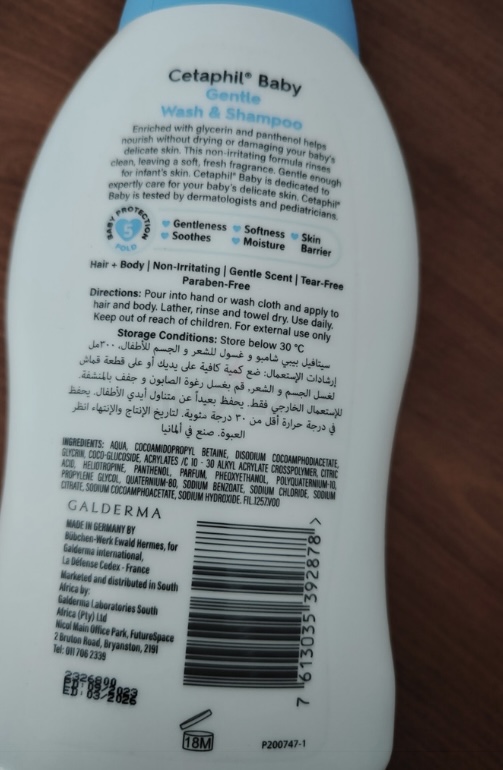 Cetaphil® Baby
Gentle
Wash & Shampoo
Enriched with glycerin and panthenol helps
nourish without drying or damaging your baby's
delicate skin. This non-irritating formula rinses
clean, leaving a soft, fresh fragrance. Gentle enough
for infant's skin. Cetaphil® Baby is dedicated to
expertly care for your baby's delicate skin. Cetaphil®
Baby is tested by dermatologists and pediatricians.
BABY PROTECTION
5
FOLD
Gentleness
Soothes
Softness
Moisture
Skin
Barrier
Hair + Body | Non-Irritating | Gentle Scent | Tear-Free
Paraben-Free
Directions: Pour into hand or wash cloth and apply to
hair and body. Lather, rinse and towel dry. Use daily.
Keep out of reach of children. For external use only
Storage Conditions: Store below 30 °C
سيتافيل بيبي شامبو و غسول للشعر و الجسم للأطفال، ٣٠٠مل
إرشادات الإستعمال: ضع كمية كافية على يديك أو على قطعة قماش
لغسل الجسم و الشعر، قم بغسل رغوة الصابون و جفف بالمنشفة.
للإستعمال الخارجي فقط. يحفظ بعيداً عن متناول أيدي الأطفال. يحفظ
في درجة حرارة أقل من ٣٠ درجة مئوية. لتاريخ الإنتاج والإنتهاء انظر
العبوة. صنع في ألمانيا
INGREDIENTS: AQUA, COCOAMIDOPROPYL BETAINE, DISODIUM COCOAMPHODIACETATE,
GLYCRIN, COCO-GLUCOSIDE, ACRYLATES /C 10 - 30 ALKYL ACRYLATE CROSSPOLYMER, CITRIC
ACID, HELIOTROPINE, PANTHENOL, PARFUM, PHEOXYETHANOL, POLYQUATERNIUM-10,
PROPYLENE GLYCOL, QUATERNIUM-80, SODIUM BENZOATE, SODIUM CHLORIDE, SODIUM
CITRATE, SODIUM COCOAMPHOACETATE, SODIUM HYDROXIDE. FIL.1257.V00
GALDERMA
MADE IN GERMANY BY
Bübchen-Werk Ewald Hermes, for
Galderma international,
La Défense Cedex - France
Marketed and distributed in South
Africa by:
Galderma Laboratories South
Africa (Pty) Ltd
Nicol Main Office Park, FutureSpace
2 Bruton Road, Bryanston, 2191
Tel: 011 706 2339
7 613035 392878 >
ED: 03/2026
18M
P200747-1